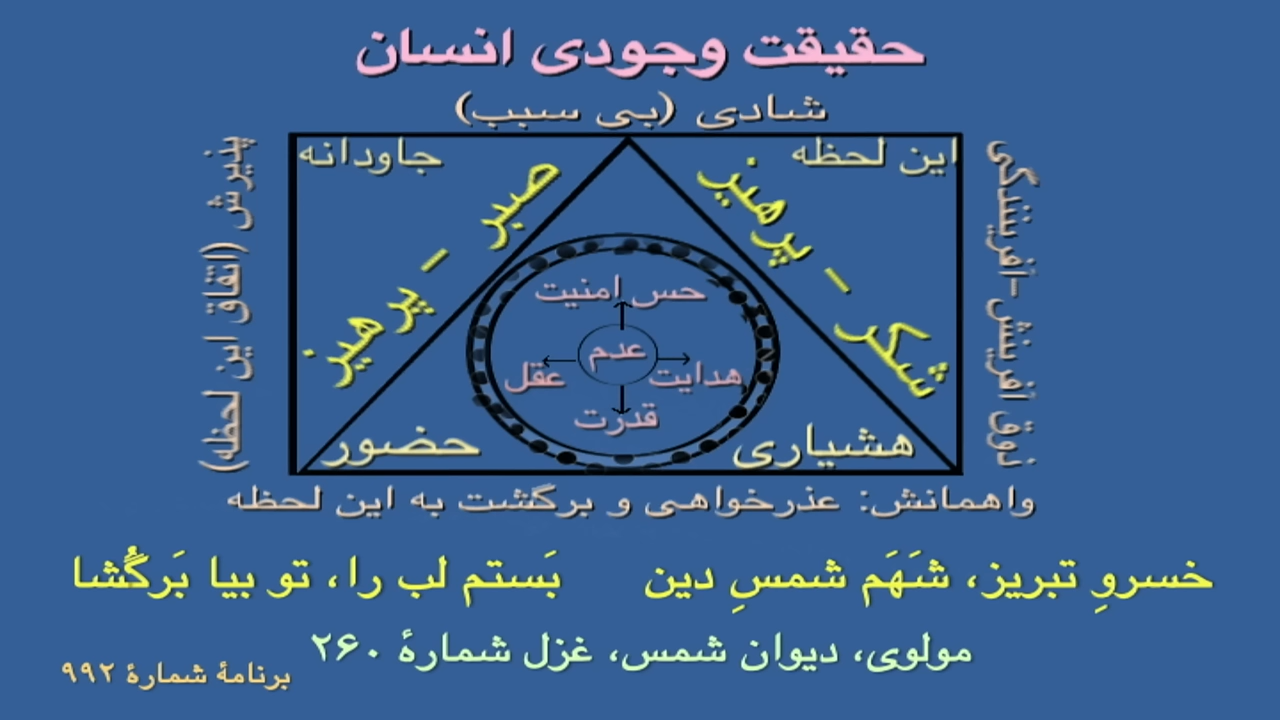 حقیقت وجودی انسان
شادی (بی سبب)
این لحظه
جاودانه
شکر - پرهیز
صبر - پرهیز
ذوق آفرینش-آفرینندگی
پذیرش (اتفاق این لحظه)
حس امنیت
عدم
هدایت
عقل
قدرت
هشیاری
حضور
واهمانش: عذرخواهی و برگشت به این لحظه
خسروِ تبریز، شَهَم شمسِ دین بَستم لب را، تو بیا بَرگُشا
مولوی، دیوان شمس، غزل شمارهٔ ۲۶۰
برنامهٔ شمارهٔ ۹۹۲